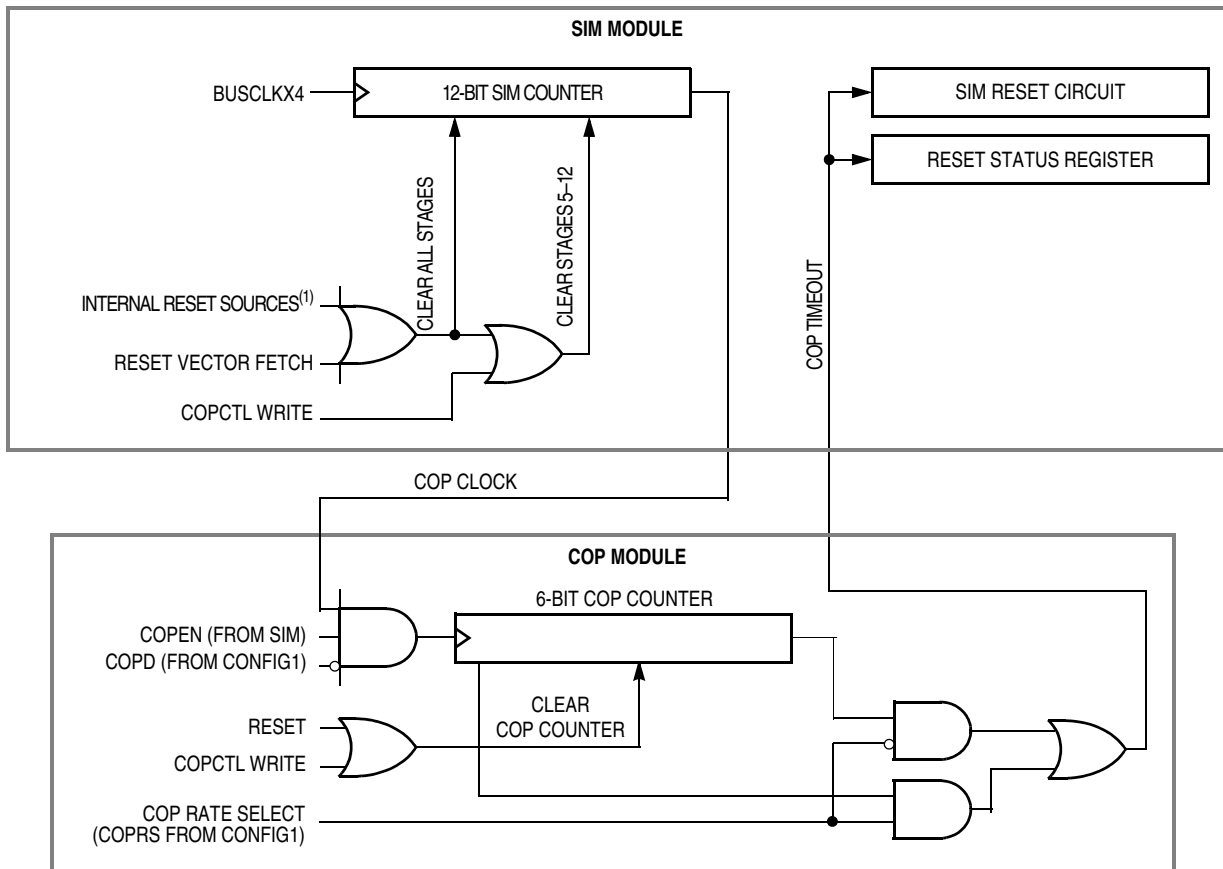 SIM MODULE
BUSCLKX4
12-BIT SIM COUNTER
SIM RESET CIRCUIT
RESET STATUS REGISTER
CLEAR ALL STAGES
CLEAR STAGES 5–12
COP TIMEOUT
INTERNAL RESET SOURCES(1)
RESET VECTOR FETCH
COPCTL WRITE
COP CLOCK
COP MODULE
6-BIT COP COUNTER
COPEN (FROM SIM)
COPD (FROM CONFIG1)
CLEAR
COP COUNTER
RESET
COPCTL WRITE
COP RATE SELECT
(COPRS FROM CONFIG1)